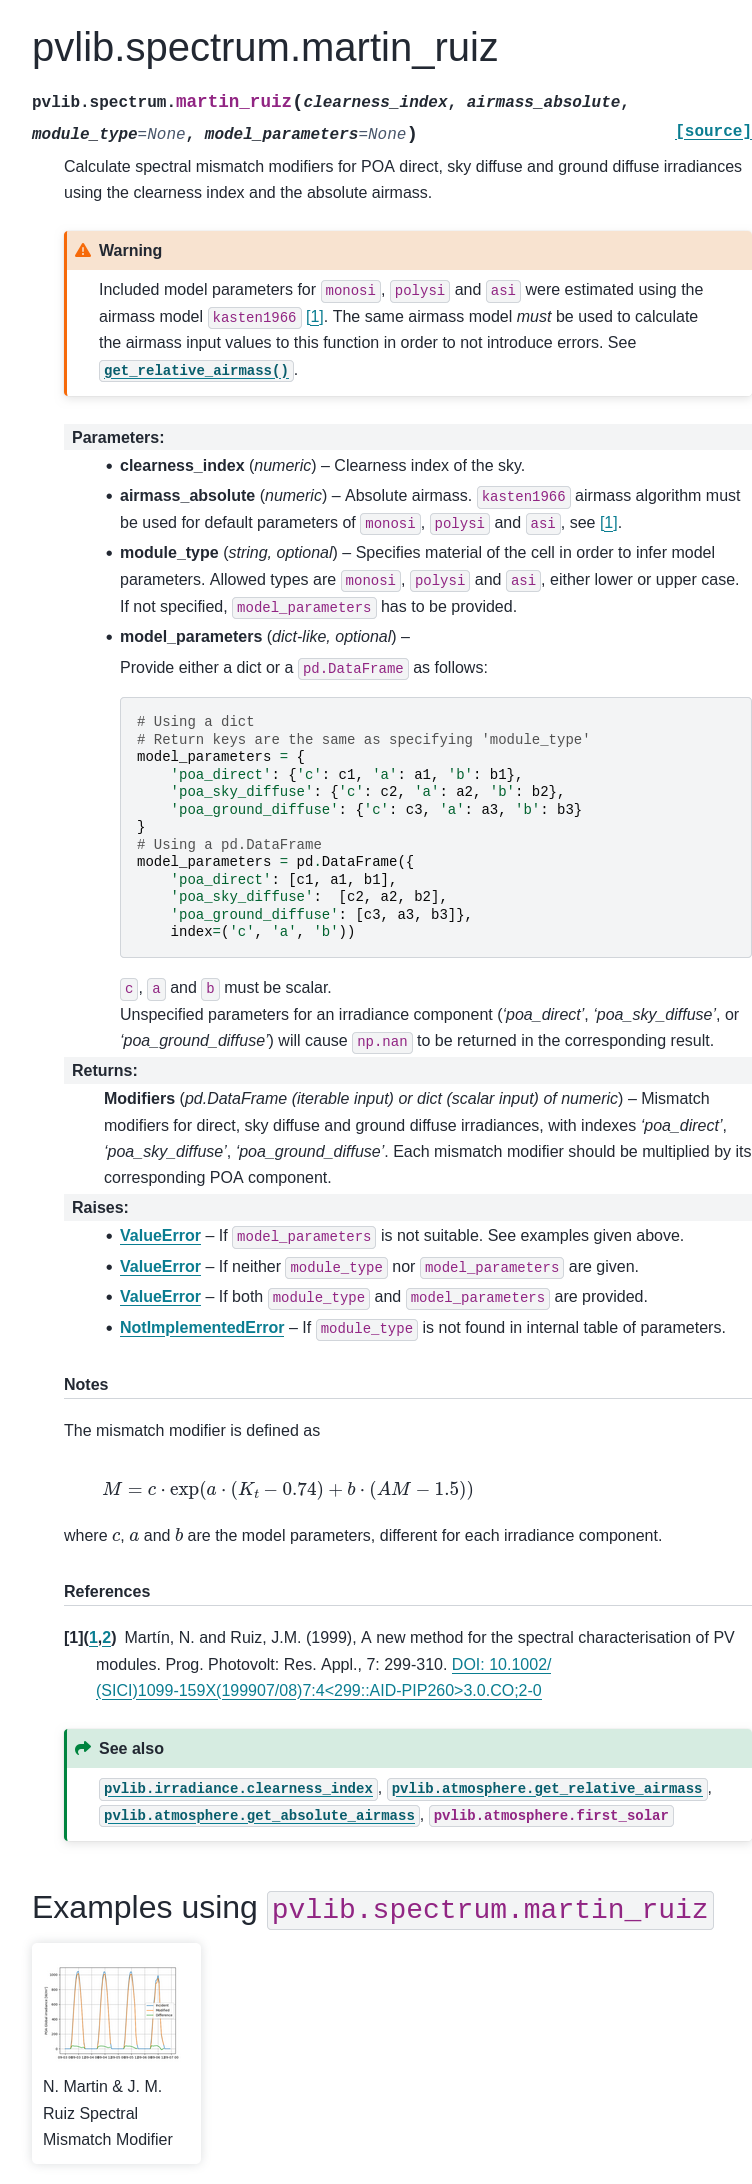 pvlib.spectrum.martin_ruiz
pvlib.spectrum.martin_ruiz(clearness_index, airmass_absolute,
module_type=None, model_parameters=None) [source]
Calculate spectral mismatch modifiers for POA direct, sky diffuse and ground diffuse irradiances
using the clearness index and the absolute airmass.
Warning
Included model parameters for monosi, polysi and asi were estimated using the
airmass model kasten1966 [1]. The same airmass model must be used to calculate
the airmass input values to this function in order to not introduce errors. See
get_relative_airmass().
Parameters:
• clearness_index (numeric) – Clearness index of the sky.
• airmass_absolute (numeric) – Absolute airmass. kasten1966 airmass algorithm must
be used for default parameters of monosi, polysi and asi, see [1].
• module_type (string, optional) – Specifies material of the cell in order to infer model
parameters. Allowed types are monosi, polysi and asi, either lower or upper case.
If not specified, model_parameters has to be provided.
• model_parameters (dict-like, optional) –
Provide either a dict or a pd.DataFrame as follows:
# Using a dict
# Return keys are the same as specifying 'module_type'
model_parameters = {
    'poa_direct': {'c': c1, 'a': a1, 'b': b1},
    'poa_sky_diffuse': {'c': c2, 'a': a2, 'b': b2},
    'poa_ground_diffuse': {'c': c3, 'a': a3, 'b': b3}
}
# Using a pd.DataFrame
model_parameters = pd.DataFrame({
    'poa_direct': [c1, a1, b1],
    'poa_sky_diffuse':  [c2, a2, b2],
    'poa_ground_diffuse': [c3, a3, b3]},
    index=('c', 'a', 'b'))
c, a and b must be scalar.
Unspecified parameters for an irradiance component (‘poa_direct’, ‘poa_sky_diffuse’, or
‘poa_ground_diffuse’) will cause np.nan to be returned in the corresponding result.
Returns:
Modifiers (pd.DataFrame (iterable input) or dict (scalar input) of numeric) – Mismatch
modifiers for direct, sky diffuse and ground diffuse irradiances, with indexes ‘poa_direct’,
‘poa_sky_diffuse’, ‘poa_ground_diffuse’. Each mismatch modifier should be multiplied by its
corresponding POA component.
Raises:
• ValueError – If model_parameters is not suitable. See examples given above.
• ValueError – If neither module_type nor model_parameters are given.
• ValueError – If both module_type and model_parameters are provided.
• NotImplementedError – If module_type is not found in internal table of parameters.
Notes
The mismatch modifier is defined as
M = c · exp(a · (K_t − 0.74) + b · (AM − 1.5))
where c, a and b are the model parameters, different for each irradiance component.
References
[1](1,2) Martín, N. and Ruiz, J.M. (1999), A new method for the spectral characterisation of PV
modules. Prog. Photovolt: Res. Appl., 7: 299-310. DOI: 10.1002/
(SICI)1099-159X(199907/08)7:4<299::AID-PIP260>3.0.CO;2-0
See also
pvlib.irradiance.clearness_index, pvlib.atmosphere.get_relative_airmass,
pvlib.atmosphere.get_absolute_airmass, pvlib.atmosphere.first_solar
Examples using pvlib.spectrum.martin_ruiz
N. Martin & J. M.
Ruiz Spectral
Mismatch Modifier